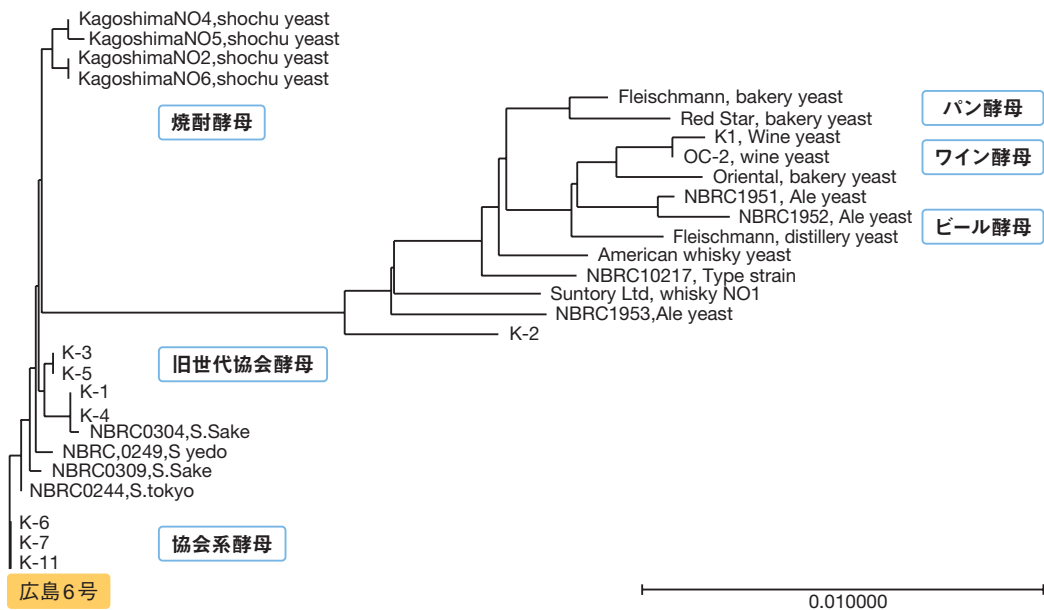 KagoshimaNO4,shochu yeast
KagoshimaNO5,shochu yeast
KagoshimaNO2,shochu yeast
KagoshimaNO6,shochu yeast
焼酎酵母
Fleischmann, bakery yeast
パン酵母
Red Star, bakery yeast
K1, Wine yeast
OC-2, wine yeast
ワイン酵母
Oriental, bakery yeast
NBRC1951, Ale yeast
NBRC1952, Ale yeast
ビール酵母
Fleischmann, distillery yeast
American whisky yeast
NBRC10217, Type strain
Suntory Ltd, whisky NO1
NBRC1953,Ale yeast
K-2
K-3
旧世代協会酵母
K-5
K-1
K-4
NBRC0304,S.Sake
NBRC,0249,S yedo
NBRC0309,S.Sake
NBRC0244,S.tokyo
K-6
K-7
協会系酵母
K-11
広島6号
0.010000